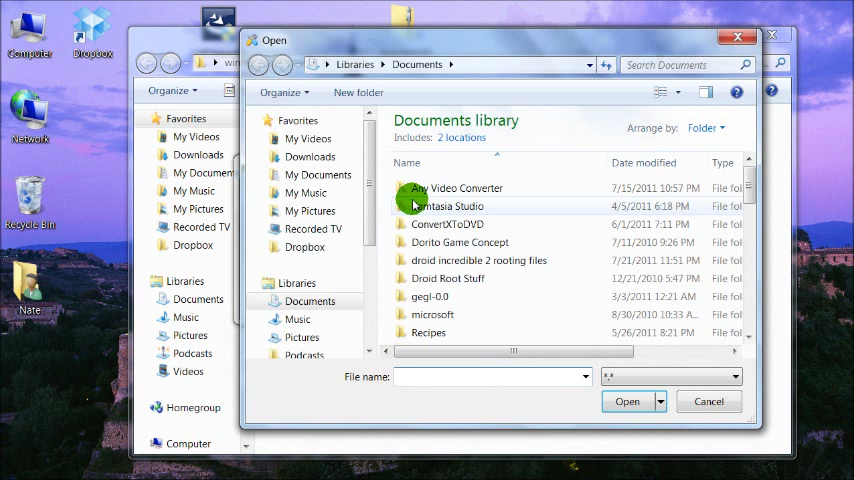 Computer
Dropbox
Network
Recycle Bin
Nate
win
Organize
Favorites
My Videos
Downloads
My Documen
My Music
My Pictures
Recorded TV
Dropbox
Libraries
Documents
Music
Pictures
Podcasts
Videos
Homegroup
Computer
Open
Libraries Documents
Search Documents
Organize New folder
Favorites
My Videos
Downloads
My Documents
My Music
My Pictures
Recorded TV
Dropbox
Libraries
Documents
Music
Pictures
Podcasts
Documents library
Includes: 2 locations
Arrange by: Folder
Name Date modified Type
Any Video Converter 7/15/2011 10:57 PM File fol
mtasia Studio 4/5/2011 6:18 PM File fol
ConvertXToDVD 6/1/2011 7:11 PM File fol
Dorito Game Concept 7/11/2010 9:26 PM File fol
droid incredible 2 rooting files 7/21/2011 11:51 PM File fol
Droid Root Stuff 12/21/2010 5:47 PM File fol
gegl-0.0 3/3/2011 12:21 AM File fol
microsoft 8/30/2010 10:33 A... File fol
Recipes 5/26/2011 8:21 PM File fol
File name: *.*
Open Cancel